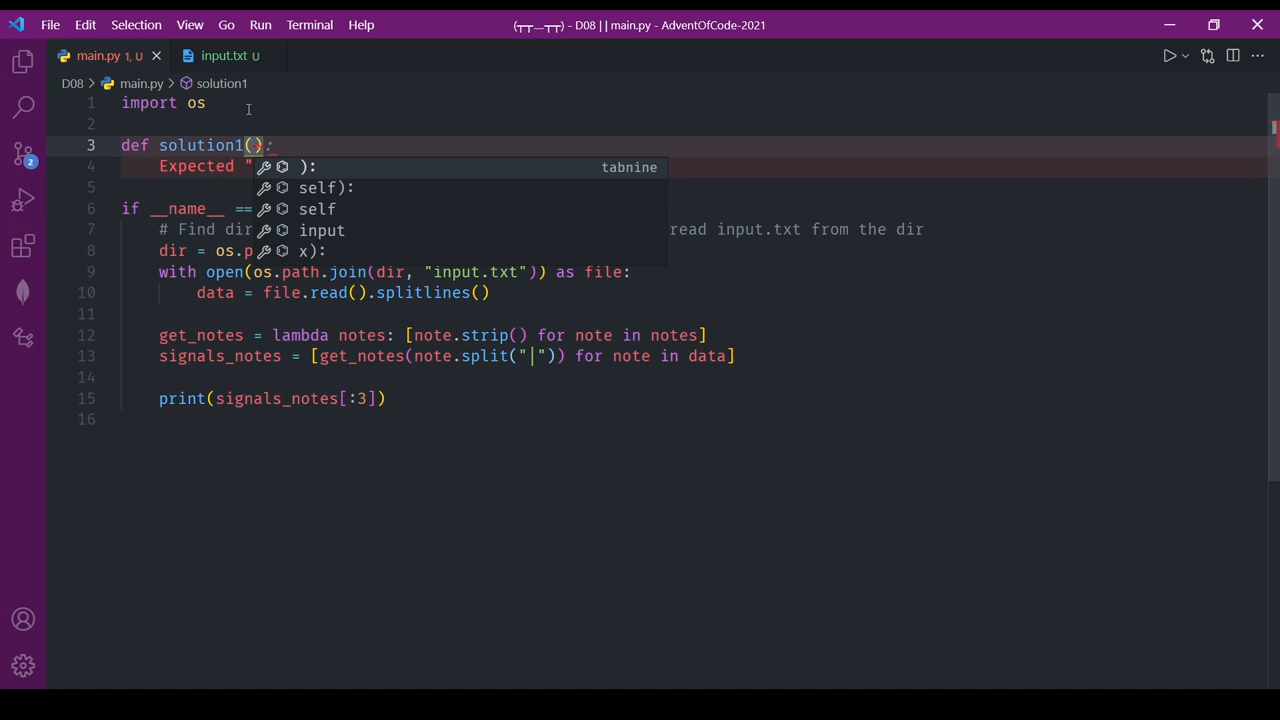 File Edit Selection View Go Run Terminal Help (┬┬﹏┬┬) - D08 | | main.py - AdventOfCode-2021
main.py 1, U input.txt U
D08 > main.py > solution1
1 import os
2
3 def solution1():
4 Expected "
):  tabnine
5 self):
6 if __name__ == self
7 # Find dir input read input.txt from the dir
8 dir = os.p x):
9 with open(os.path.join(dir, "input.txt")) as file:
10 data = file.read().splitlines()
11
12 get_notes = lambda notes: [note.strip() for note in notes]
13 signals_notes = [get_notes(note.split("|")) for note in data]
14
15 print(signals_notes[:3])
16
2